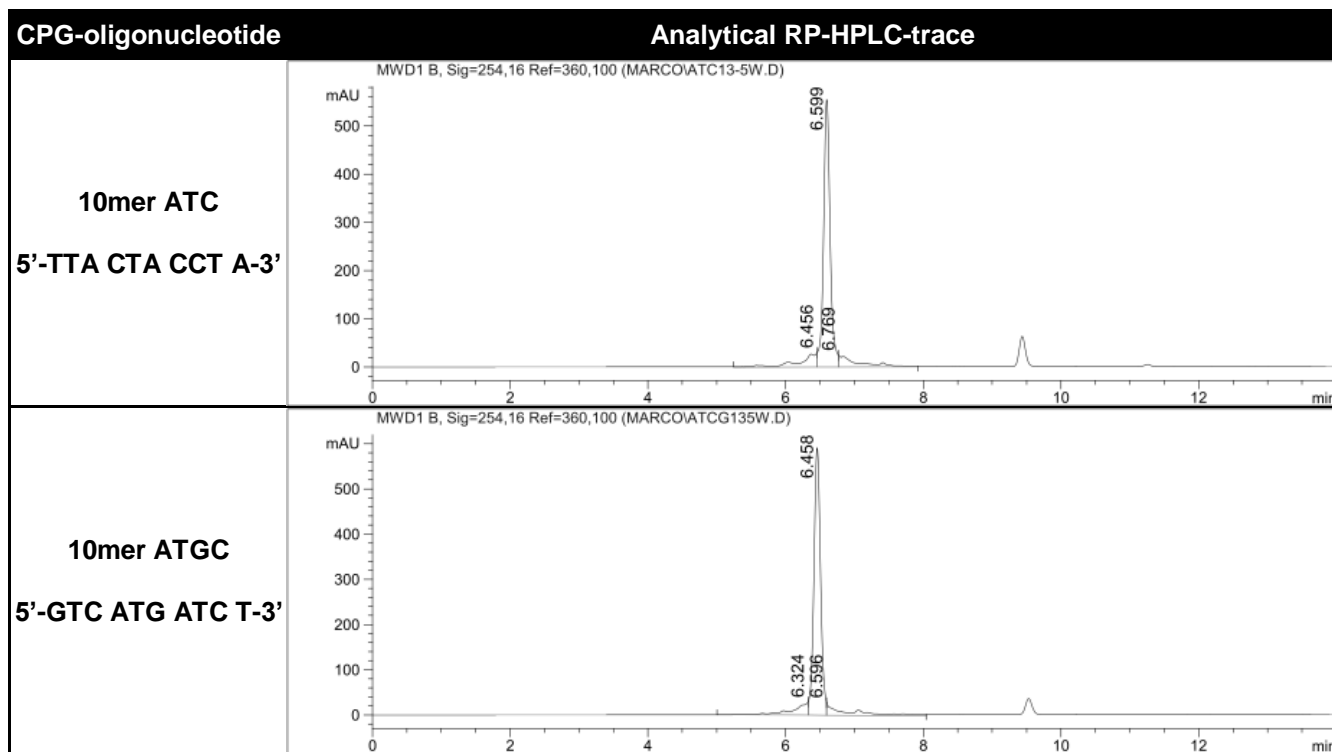 CPG-oligonucleotide Analytical RP-HPLC-trace
10mer ATC
5’-TTA CTA CCT A-3’
MWD1 B, Sig=254,16 Ref=360,100 (MARCO\ATC13-5W.D)
mAU
500
400
300
200
100
0
6.456
6.599
6.769
0 2 4 6 8 10 12 min
10mer ATGC
5’-GTC ATG ATC T-3’
MWD1 B, Sig=254,16 Ref=360,100 (MARCO\ATCG135W.D)
mAU
500
400
300
200
100
0
6.324
6.458
6.596
0 2 4 6 8 10 12 min